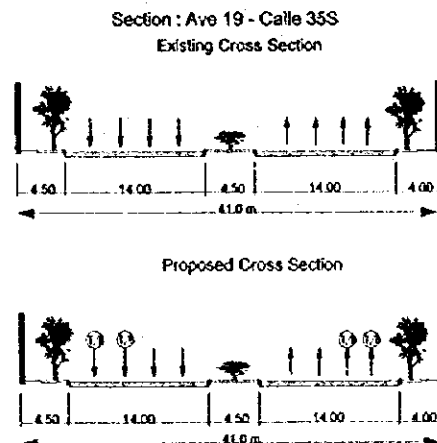 Section : Ave 19 - Calle 35S
Existing Cross Section
4.50 14.00 4.50 14.00 4.00
41.0 m
Proposed Cross Section
4.50 14.00 4.50 14.00 4.00
41.0 m